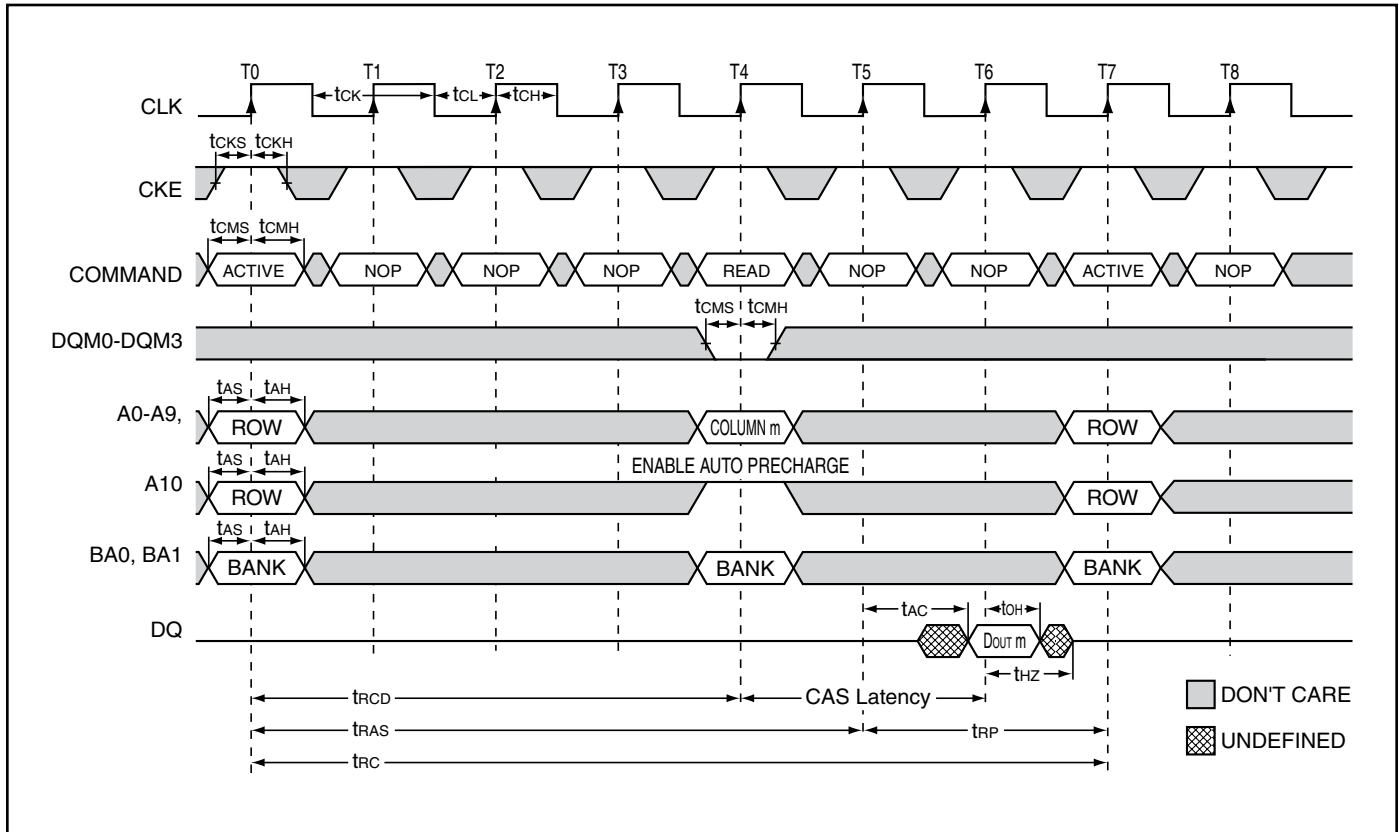 T0 T1 T2 T3 T4 T5 T6 T7 T8
CLK tCK tCL tCH
tCKS tCKH
CKE
tCMS tCMH
COMMAND ACTIVE NOP NOP NOP READ NOP NOP ACTIVE NOP
tCMS tCMH
DQM0-DQM3
tAS tAH
A0-A9, ROW COLUMN m ROW
tAS tAH ENABLE AUTO PRECHARGE
A10 ROW ROW
tAS tAH
BA0, BA1 BANK BANK BANK
tAC tOH
DQ DOUT m
tHZ
tRCD CAS Latency
DON'T CARE
tRAS tRP
UNDEFINED
tRC